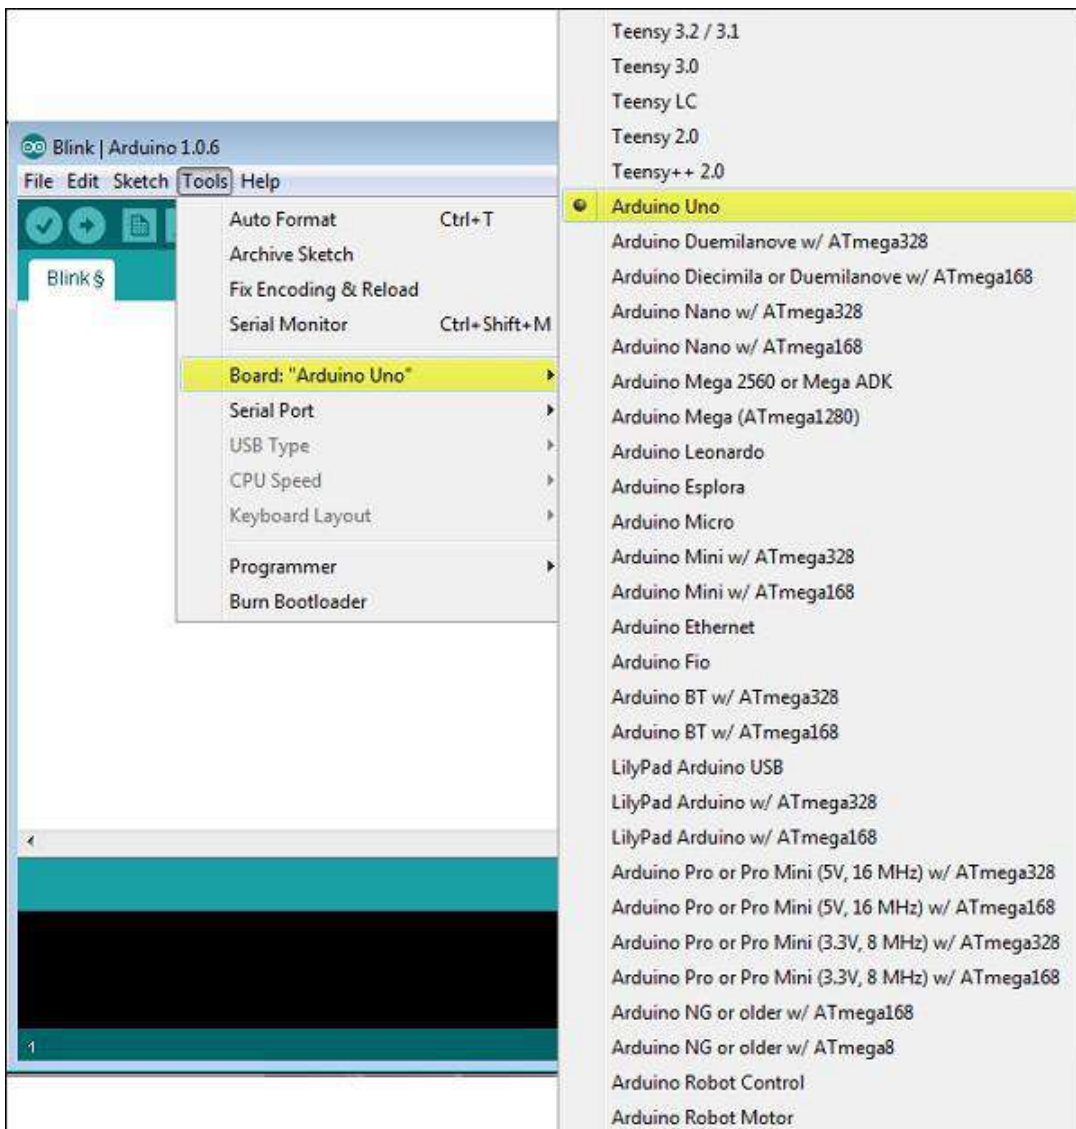 Blink | Arduino 1.0.6
File Edit Sketch Tools Help
Blink §
Auto Format Ctrl+T
Archive Sketch
Fix Encoding & Reload
Serial Monitor Ctrl+Shift+M
Board: "Arduino Uno"
Serial Port
USB Type
CPU Speed
Keyboard Layout
Programmer
Burn Bootloader
1
Teensy 3.2 / 3.1
Teensy 3.0
Teensy LC
Teensy 2.0
Teensy++ 2.0
Arduino Uno
Arduino Duemilanove w/ ATmega328
Arduino Diecimila or Duemilanove w/ ATmega168
Arduino Nano w/ ATmega328
Arduino Nano w/ ATmega168
Arduino Mega 2560 or Mega ADK
Arduino Mega (ATmega1280)
Arduino Leonardo
Arduino Esplora
Arduino Micro
Arduino Mini w/ ATmega328
Arduino Mini w/ ATmega168
Arduino Ethernet
Arduino Fio
Arduino BT w/ ATmega328
Arduino BT w/ ATmega168
LilyPad Arduino USB
LilyPad Arduino w/ ATmega328
LilyPad Arduino w/ ATmega168
Arduino Pro or Pro Mini (5V, 16 MHz) w/ ATmega328
Arduino Pro or Pro Mini (5V, 16 MHz) w/ ATmega168
Arduino Pro or Pro Mini (3.3V, 8 MHz) w/ ATmega328
Arduino Pro or Pro Mini (3.3V, 8 MHz) w/ ATmega168
Arduino NG or older w/ ATmega168
Arduino NG or older w/ ATmega8
Arduino Robot Control
Arduino Robot Motor